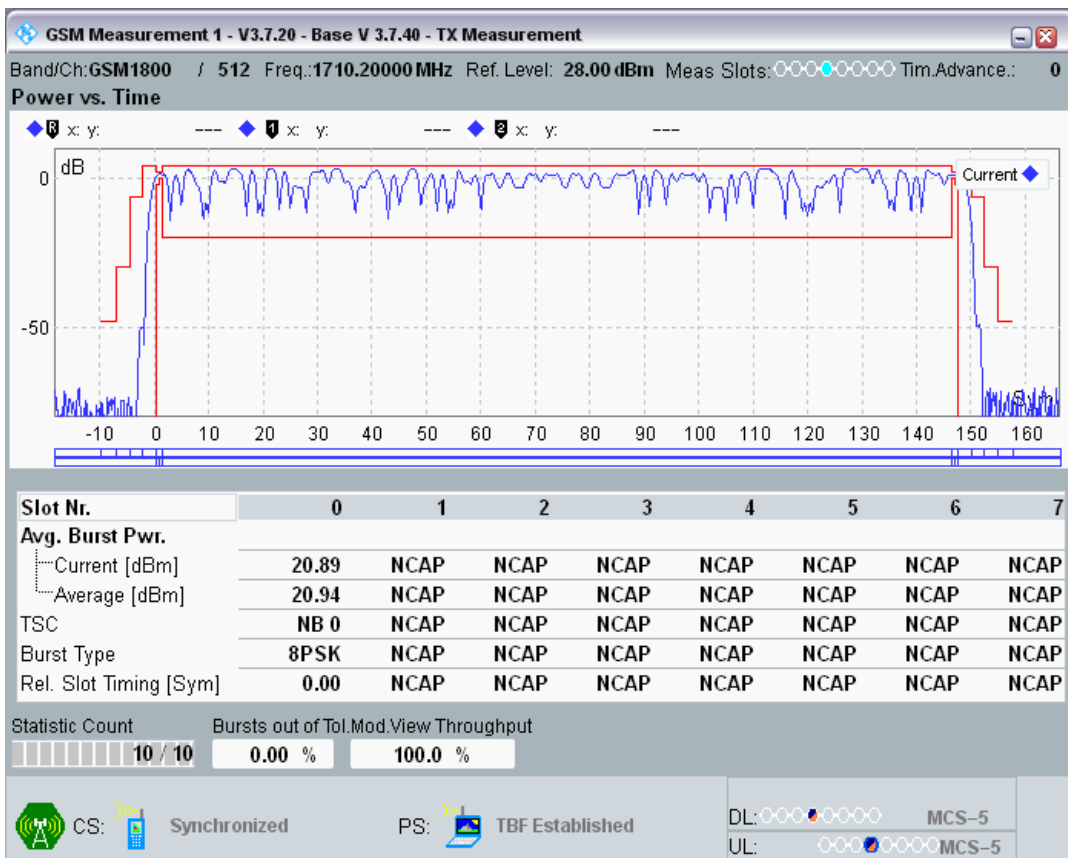 GSM Measurement 1 - V3.7.20 - Base V 3.7.40 - TX Measurement
Band/Ch:GSM1800 / 512 Freq.:1710.20000 MHz Ref. Level: 28.00 dBm Meas Slots: Tim.Advance.: 0
Power vs. Time
R x: y: --- 1 x: y: --- 2 x: y: ---
dB
0
Current
-50
Sym
-10 0 10 20 30 40 50 60 70 80 90 100 110 120 130 140 150 160
Slot Nr. 0 1 2 3 4 5 6 7
Avg. Burst Pwr.
Current [dBm] 20.89 NCAP NCAP NCAP NCAP NCAP NCAP NCAP
Average [dBm] 20.94 NCAP NCAP NCAP NCAP NCAP NCAP NCAP
TSC NB 0 NCAP NCAP NCAP NCAP NCAP NCAP NCAP
Burst Type 8PSK NCAP NCAP NCAP NCAP NCAP NCAP NCAP
Rel. Slot Timing [Sym] 0.00 NCAP NCAP NCAP NCAP NCAP NCAP NCAP
Statistic Count Bursts out of Tol.Mod.View Throughput
10 / 10 0.00 % 100.0 %
CS: Synchronized PS: TBF Established
DL: MCS-5
UL: MCS-5